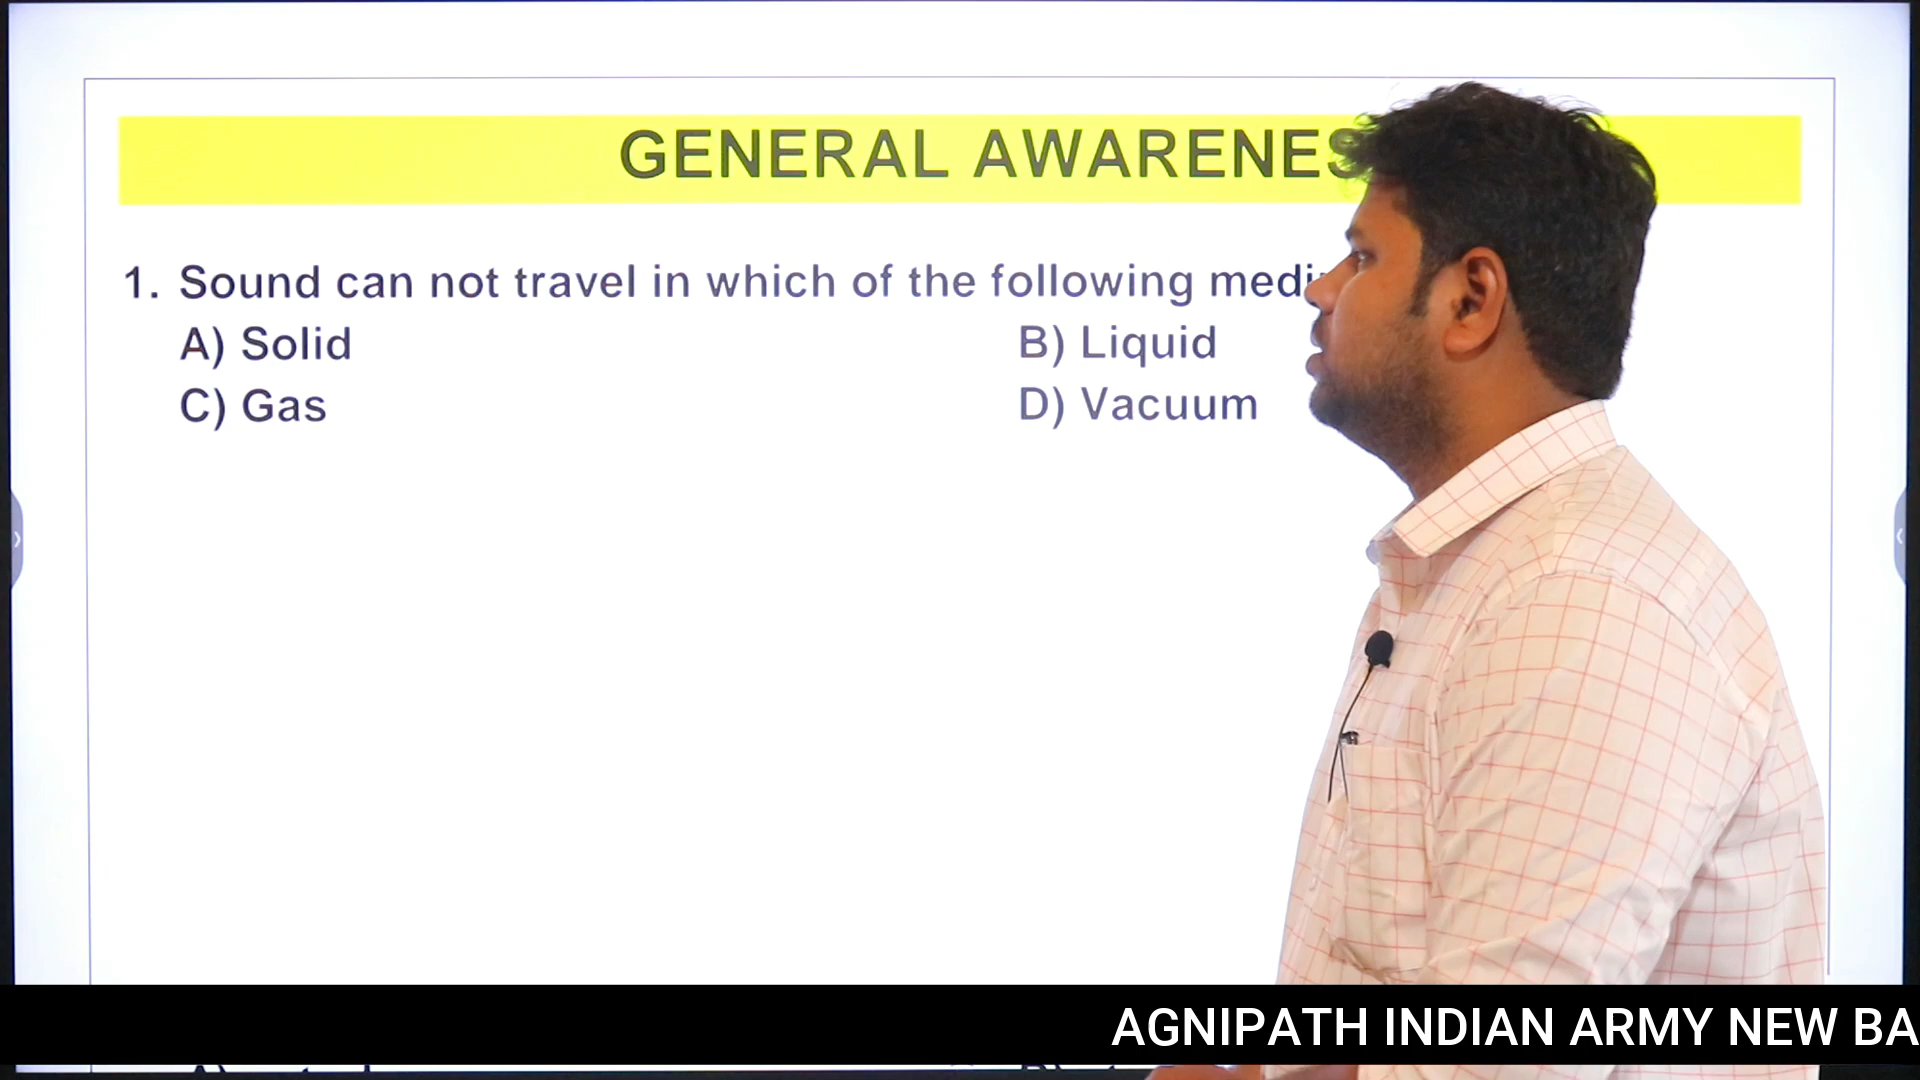 GENERAL AWARENES
1. Sound can not travel in which of the following
A) Solid
B) Liquid
C) Gas
D) Vacuum
AGNIPATH INDIAN ARMY NEW BA